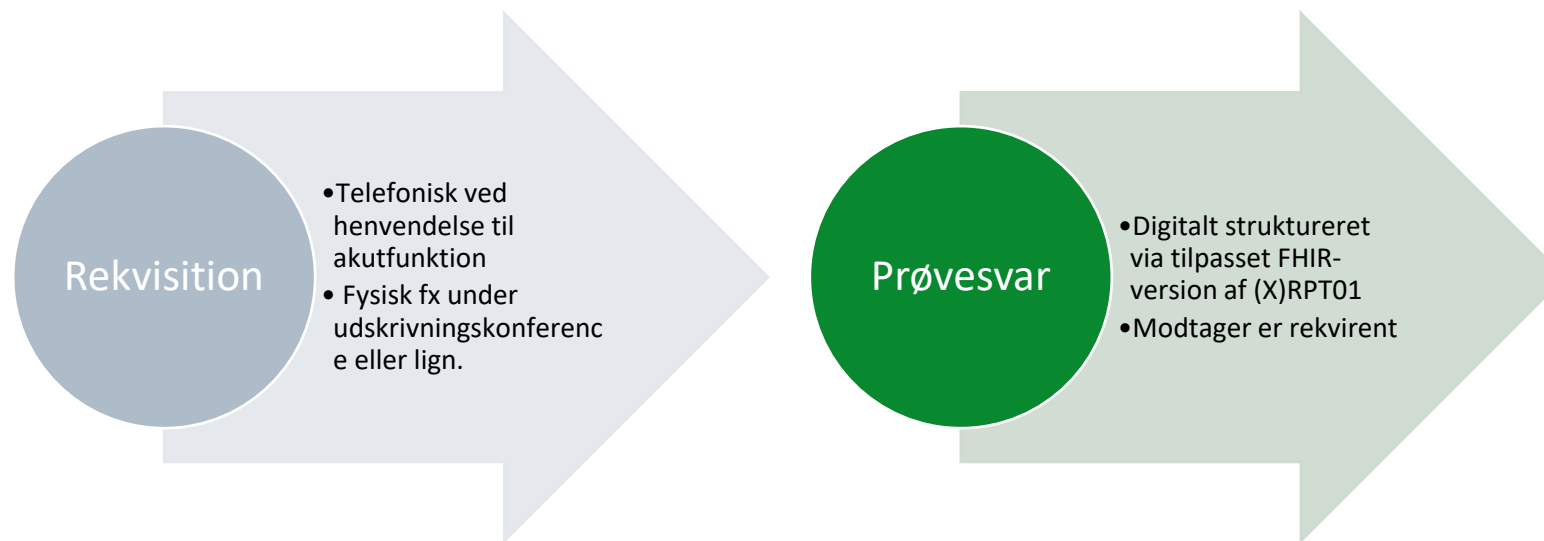 Rekvisition
•Telefonisk ved
henvendelse til
akutfunktion
• Fysisk fx under
udskrivningskonferenc
e eller lign.
Prøvesvar
•Digitalt struktureret
via tilpasset FHIR-
version af (X)RPT01
•Modtager er rekvirent